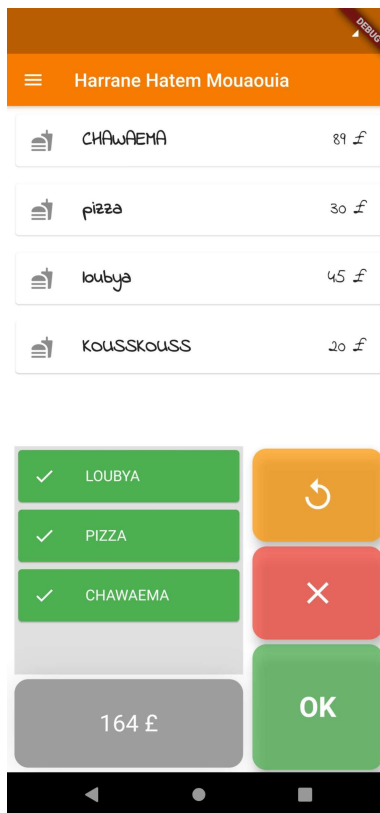 DEBUG
Harrane Hatem Mouaouia
CHAWAEMA 89 £
pizza 30 £
loubya 45 £
KOUSSKOUSS 20 £
LOUBYA
PIZZA
CHAWAEMA
164 £
OK